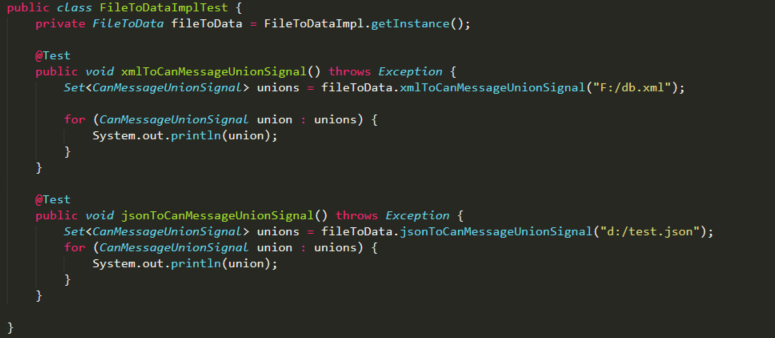 public class FileToDataImplTest {
    private FileToData fileToData = FileToDataImpl.getInstance();

    @Test
    public void xmlToCanMessageUnionSignal() throws Exception {
        Set<CanMessageUnionSignal> unions = fileToData.xmlToCanMessageUnionSignal("F:/db.xml");

        for (CanMessageUnionSignal union : unions) {
            System.out.println(union);
        }
    }

    @Test
    public void jsonToCanMessageUnionSignal() throws Exception {
        Set<CanMessageUnionSignal> unions = fileToData.jsonToCanMessageUnionSignal("d:/test.json");
        for (CanMessageUnionSignal union : unions) {
            System.out.println(union);
        }
    }

}